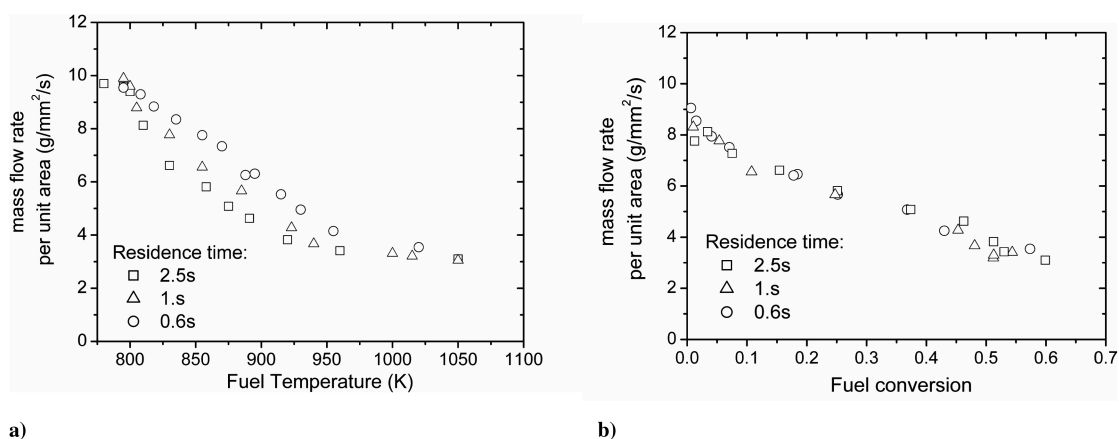 12
10
8
6
4
2
0
mass flow rate
per unit area (g/mm²/s)
Residence time:
2.5s
1.s
0.6s
800 850 900 950 1000 1050 1100
Fuel Temperature (K)
a)
12
10
8
6
4
2
0
mass flow rate
per unit area (g/mm²/s)
Residence time:
2.5s
1.s
0.6s
0.0 0.1 0.2 0.3 0.4 0.5 0.6 0.7
Fuel conversion
b)